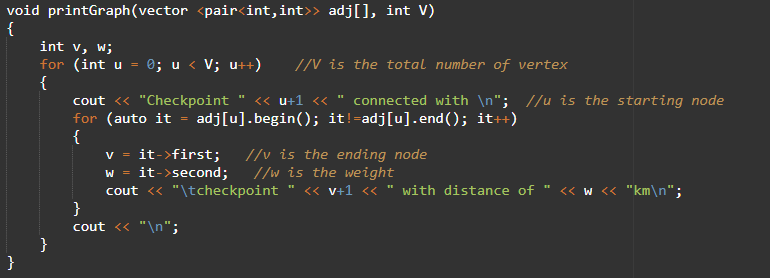 void printGraph(vector <pair<int,int>> adj[], int V)
{
    int v, w;
    for (int u = 0; u < V; u++)    //V is the total number of vertex
    {
        cout << "Checkpoint " << u+1 << " connected with \n";  //u is the starting node
        for (auto it = adj[u].begin(); it!=adj[u].end(); it++)
        {
            v = it->first;  //v is the ending node
            w = it->second;   //w is the weight
            cout << "\tcheckpoint " << v+1 << " with distance of " << w << "km\n";
        }
        cout << "\n";
    }
}